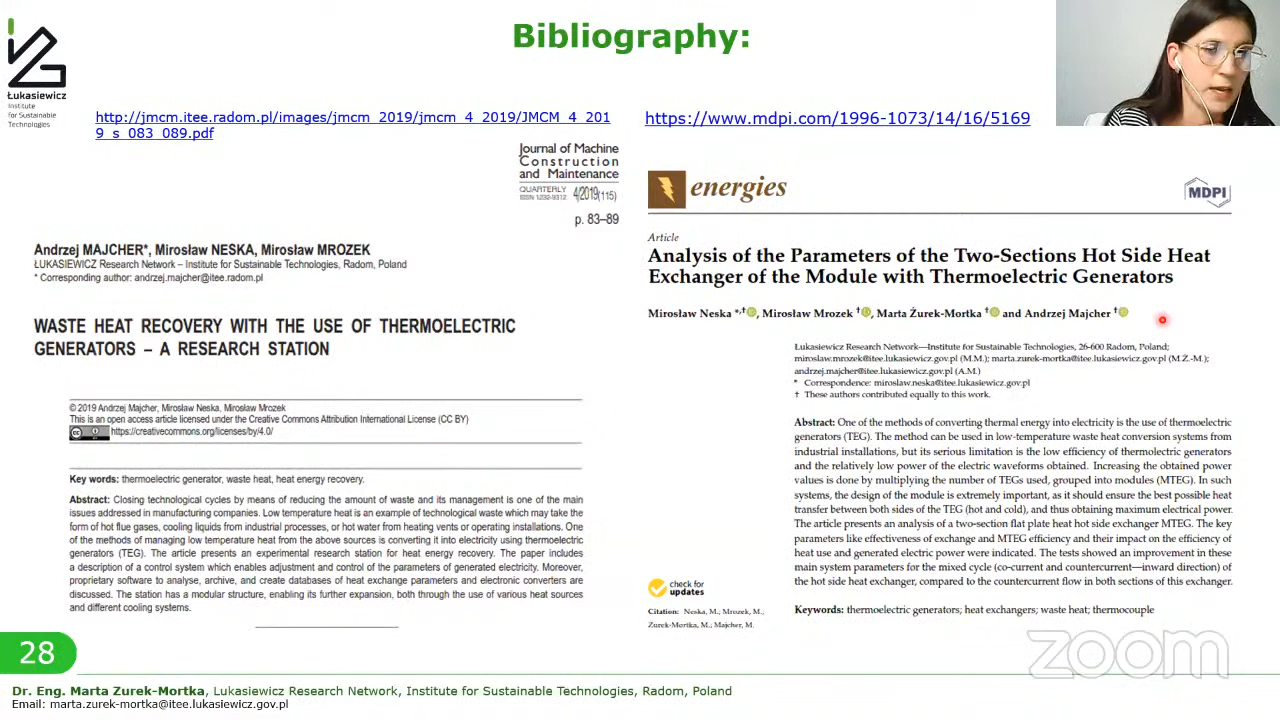 Bibliography:
Łukasiewicz
Institute
for Sustainable
Technologies
http://jmcm.itee.radom.pl/images/jmcm_2019/jmcm_4_2019/JMCM_4_201
9_s_083_089.pdf
Journal of Machine
Construction
and Maintenance
QUARTERLY 4/2019(115)
ISSN 1232-9312
p. 83–89
Andrzej MAJCHER*, Mirosław NESKA, Mirosław MROZEK
ŁUKASIEWICZ Research Network – Institute for Sustainable Technologies, Radom, Poland
* Corresponding author: andrzej.majcher@itee.radom.pl
WASTE HEAT RECOVERY WITH THE USE OF THERMOELECTRIC
GENERATORS – A RESEARCH STATION
© 2019 Andrzej Majcher, Mirosław Neska, Mirosław Mrozek
This is an open access article licensed under the Creative Commons Attribution International License (CC BY)
https://creativecommons.org/licenses/by/4.0/
Key words: thermoelectric generator, waste heat, heat energy recovery.
Abstract: Closing technological cycles by means of reducing the amount of waste and its management is one of the main
issues addressed in manufacturing companies. Low temperature heat is an example of technological waste which may take the
form of hot flue gases, cooling liquids from industrial processes, or hot water from heating vents or operating installations. One
of the methods of managing low temperature heat from the above sources is converting it into electricity using thermoelectric
generators (TEG). The article presents an experimental research station for heat energy recovery. The paper includes
a description of a control system which enables adjustment and control of the parameters of generated electricity. Moreover,
proprietary software to analyse, archive, and create databases of heat exchange parameters and electronic converters are
discussed. The station has a modular structure, enabling its further expansion, both through the use of various heat sources
and different cooling systems.
https://www.mdpi.com/1996-1073/14/16/5169
energies
MDPI
Article
Analysis of the Parameters of the Two-Sections Hot Side Heat
Exchanger of the Module with Thermoelectric Generators
Mirosław Neska *,†, Mirosław Mrozek †, Marta Żurek-Mortka † and Andrzej Majcher †
Łukasiewicz Research Network—Institute for Sustainable Technologies, 26-600 Radom, Poland;
miroslaw.mrozek@itee.lukasiewicz.gov.pl (M.M.); marta.zurek-mortka@itee.lukasiewicz.gov.pl (M.Ż.-M.);
andrzej.majcher@itee.lukasiewicz.gov.pl (A.M.)
* Correspondence: miroslaw.neska@itee.lukasiewicz.gov.pl
† These authors contributed equally to this work.
Abstract: One of the methods of converting thermal energy into electricity is the use of thermoelectric
generators (TEG). The method can be used in low-temperature waste heat conversion systems from
industrial installations, but its serious limitation is the low efficiency of thermolectric generators
and the relatively low power of the electric waveforms obtained. Increasing the obtained power
values is done by multiplying the number of TEGs used, grouped into modules (MTEG). In such
systems, the design of the module is extremely important, as it should ensure the best possible heat
transfer between both sides of the TEG (hot and cold), and thus obtaining maximum electrical power.
The article presents an analysis of a two-section flat plate heat hot side exchanger MTEG. The key
parameters like effectiveness of exchange and MTEG efficiency and their impact on the efficiency of
heat use and generated electric power were indicated. The tests showed an improvement in these
main system parameters for the mixed cycle (co-current and countercurrent—inward direction) of
the hot side heat exchanger, compared to the countercurrent flow in both sections of this exchanger.
Keywords: thermoelectric generators; heat exchangers; waste heat; thermocouple
check for
updates
Citation: Neska, M.; Mrozek, M.;
Żurek-Mortka, M.; Majcher, M.
zoom
28
Dr. Eng. Marta Zurek-Mortka, Lukasiewicz Research Network, Institute for Sustainable Technologies, Radom, Poland
Email: marta.zurek-mortka@itee.lukasiewicz.gov.pl